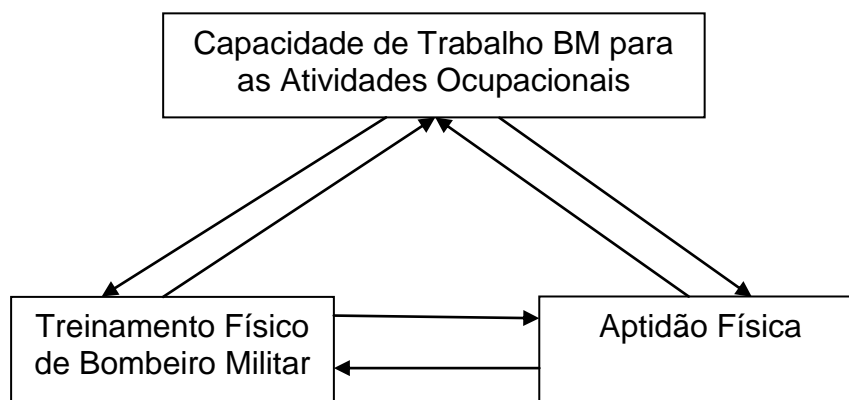 Capacidade de Trabalho BM para
as Atividades Ocupacionais
Treinamento Físico
de Bombeiro Militar
Aptidão Física